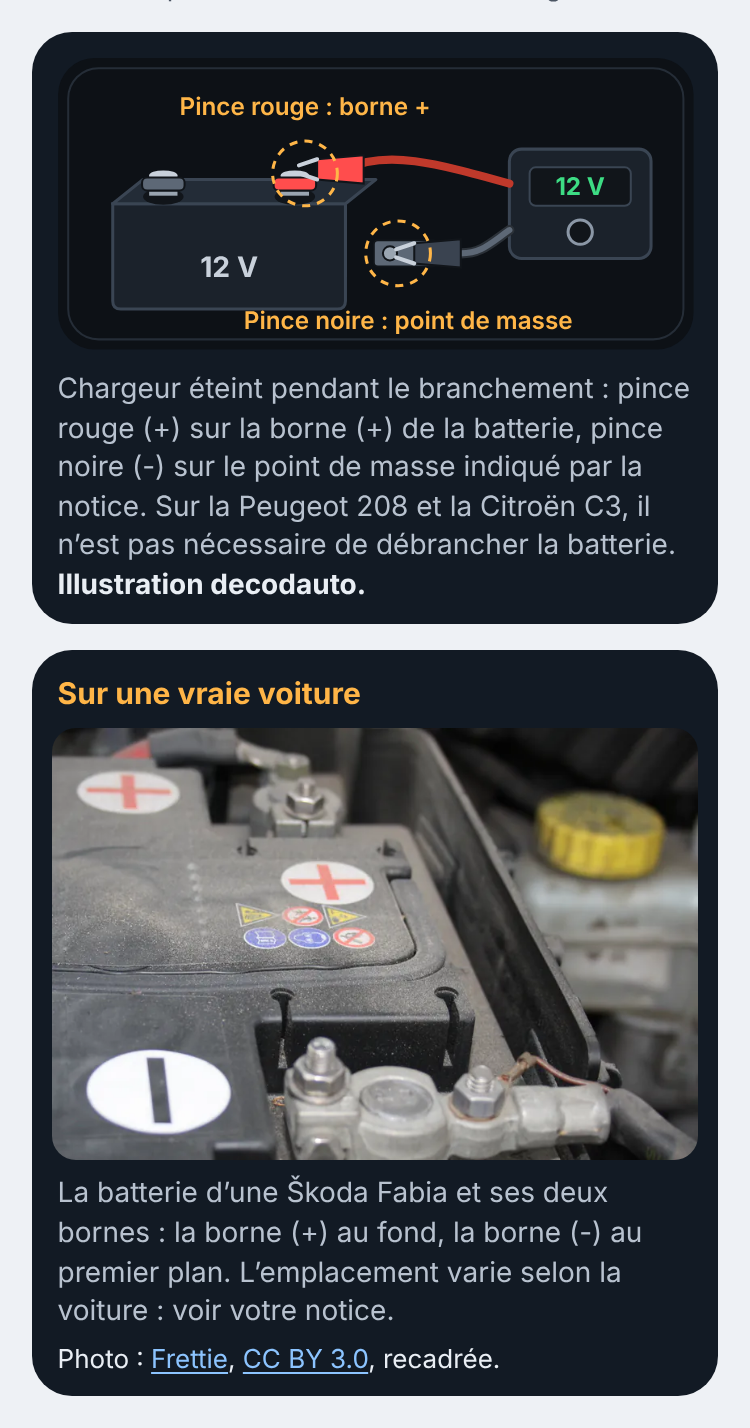 Pince rouge : borne +
12 V
12 V
Pince noire : point de masse
Chargeur éteint pendant le branchement : pince
rouge (+) sur la borne (+) de la batterie, pince
noire (-) sur le point de masse indiqué par la
notice. Sur la Peugeot 208 et la Citroën C3, il
n’est pas nécessaire de débrancher la batterie.
Illustration decodauto.
Sur une vraie voiture
La batterie d’une Škoda Fabia et ses deux
bornes : la borne (+) au fond, la borne (-) au
premier plan. L’emplacement varie selon la
voiture : voir votre notice.
Photo : Frettie, CC BY 3.0, recadrée.